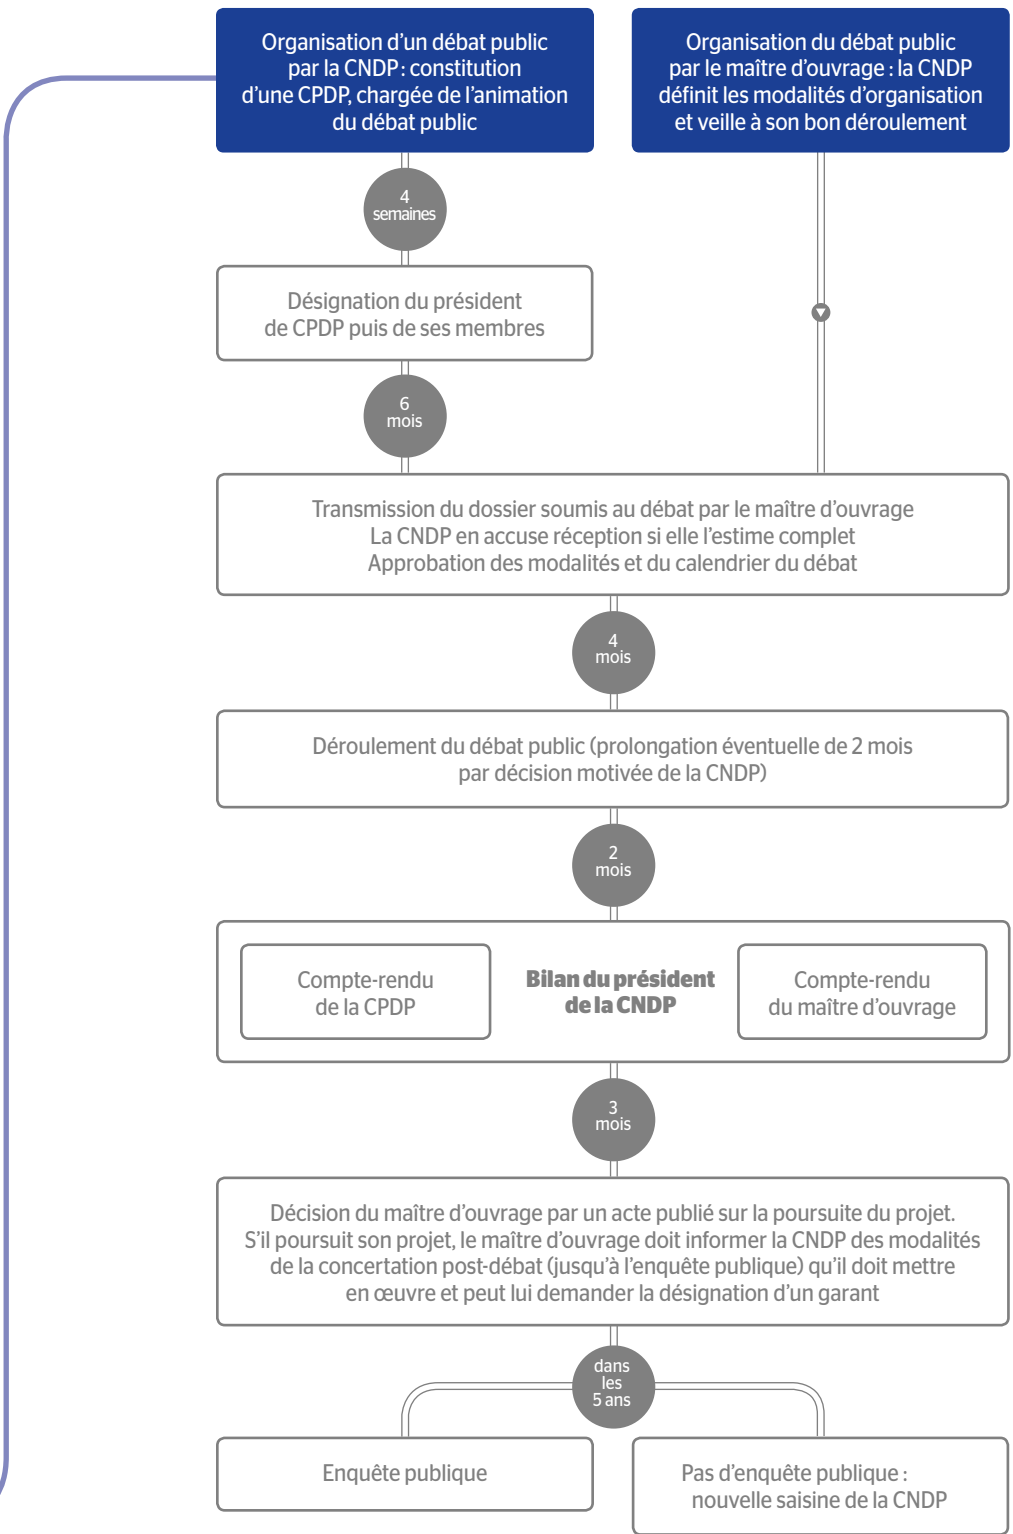 Organisation d’un débat public
par la CNDP : constitution
d’une CPDP, chargée de l’animation
du débat public
Organisation du débat public
par le maître d’ouvrage : la CNDP
définit les modalités d’organisation
et veille à son bon déroulement
4
semaines
Désignation du président
de CPDP puis de ses membres
6
mois
Transmission du dossier soumis au débat par le maître d’ouvrage
La CNDP en accuse réception si elle l’estime complet
Approbation des modalités et du calendrier du débat
4
mois
Déroulement du débat public (prolongation éventuelle de 2 mois
par décision motivée de la CNDP)
2
mois
Compte-rendu
de la CPDP
Bilan du président
de la CNDP
Compte-rendu
du maître d’ouvrage
3
mois
Décision du maître d’ouvrage par un acte publié sur la poursuite du projet.
S’il poursuit son projet, le maître d’ouvrage doit informer la CNDP des modalités
de la concertation post-débat (jusqu’à l’enquête publique) qu’il doit mettre
en œuvre et peut lui demander la désignation d’un garant
dans
les
5 ans
Enquête publique
Pas d’enquête publique :
nouvelle saisine de la CNDP